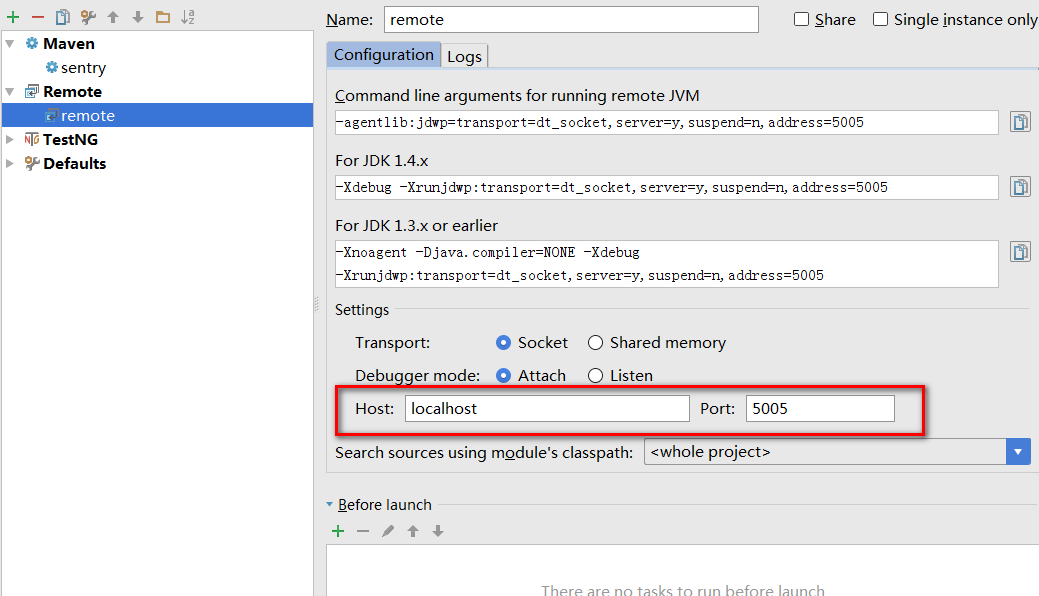 Name: remote Share Single instance only
Maven
sentry
Remote
remote
TestNG
Defaults
Configuration Logs
Command line arguments for running remote JVM
-agentlib:jdwp=transport=dt_socket,server=y,suspend=n,address=5005
For JDK 1.4.x
-Xdebug -Xrunjdwp:transport=dt_socket,server=y,suspend=n,address=5005
For JDK 1.3.x or earlier
-Xnoagent -Djava.compiler=NONE -Xdebug
-Xrunjdwp:transport=dt_socket,server=y,suspend=n,address=5005
Settings
Transport: Socket Shared memory
Debugger mode: Attach Listen
Host: localhost Port: 5005
Search sources using module's classpath: <whole project>
Before launch
There are no tasks to run before launch